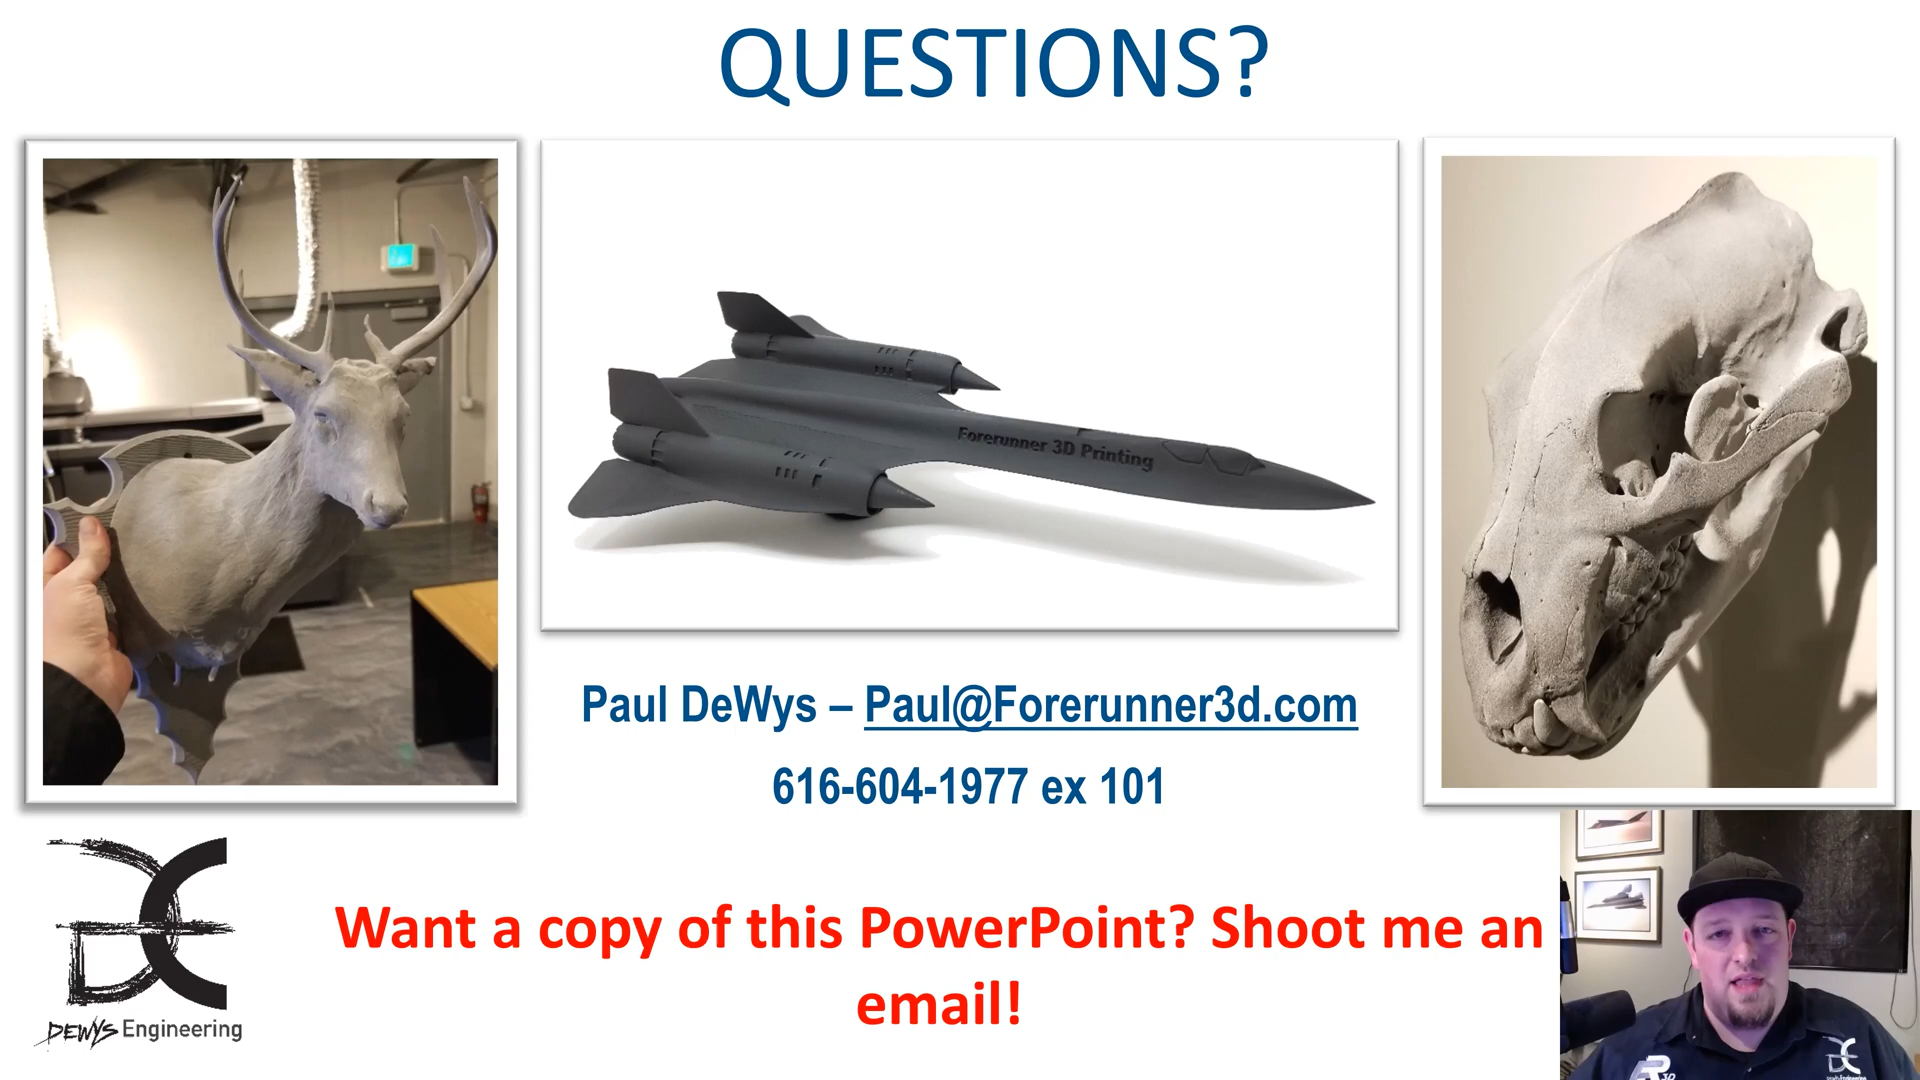 QUESTIONS?
Forerunner 3D Printing
Paul DeWys – Paul@Forerunner3d.com
616-604-1977 ex 101
Want a copy of this PowerPoint? Shoot me an
email!
DEWYS Engineering